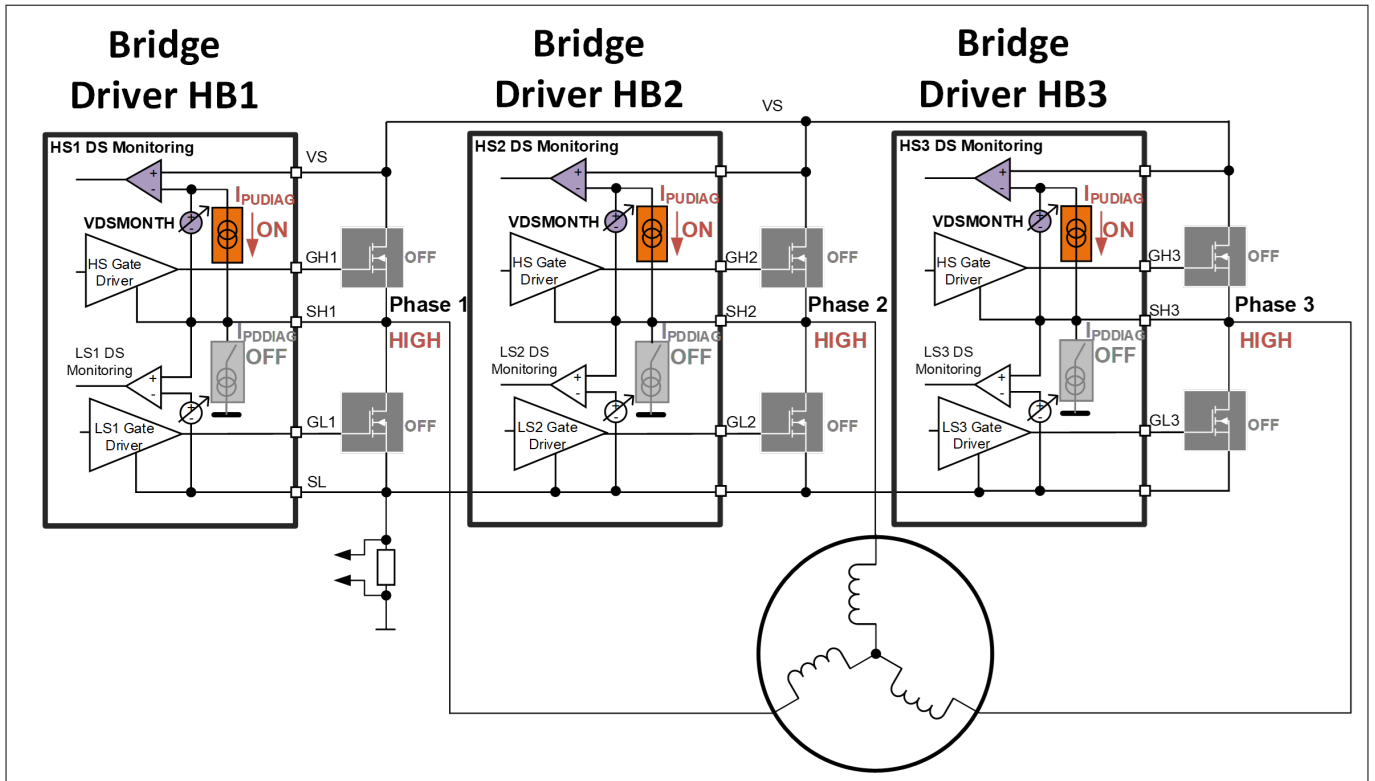 Bridge
Driver HB1
Bridge
Driver HB2
Bridge
Driver HB3
VS
HS1 DS Monitoring
VS
+
-
IPUDIAG
ON
VDSMONTH
+
-
HS Gate
Driver
GH1
OFF
SH1
Phase 1
HIGH
IPDDIAG
OFF
LS1 DS
Monitoring
+
-
+
-
LS1 Gate
Driver
GL1
OFF
SL
HS2 DS Monitoring
+
-
IPUDIAG
ON
VDSMONTH
+
-
HS Gate
Driver
GH2
OFF
SH2
Phase 2
HIGH
IPDDIAG
OFF
LS2 DS
Monitoring
+
-
+
-
LS2 Gate
Driver
GL2
OFF
HS3 DS Monitoring
+
-
IPUDIAG
ON
VDSMONTH
+
-
HS Gate
Driver
GH3
OFF
SH3
Phase 3
HIGH
IPDDIAG
OFF
LS3 DS
Monitoring
+
-
+
-
LS3 Gate
Driver
GL3
OFF